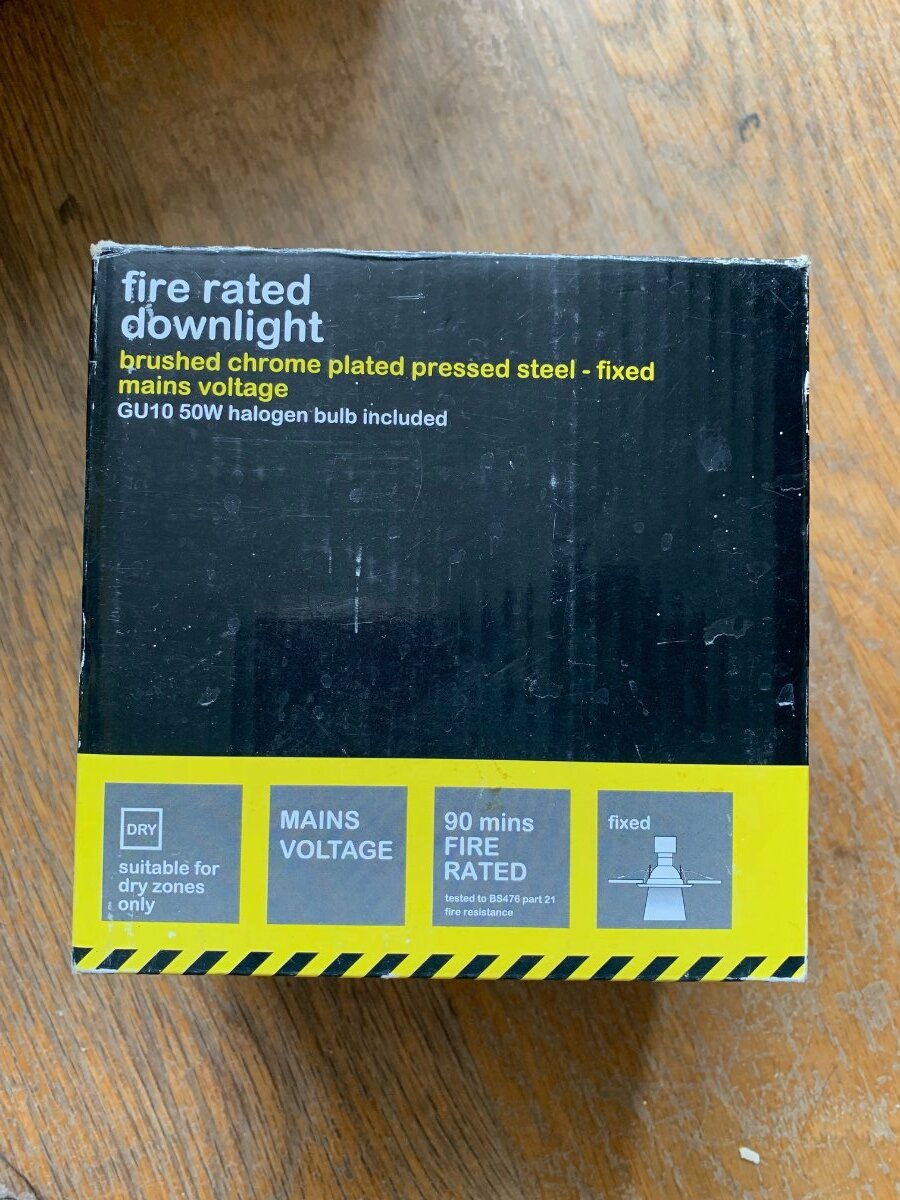 fire rated
downlight
brushed chrome plated pressed steel - fixed
mains voltage
GU10 50W halogen bulb included
DRY
suitable for
dry zones
only
MAINS
VOLTAGE
90 mins
FIRE
RATED
tested to BS476 part 21
fire resistance
fixed